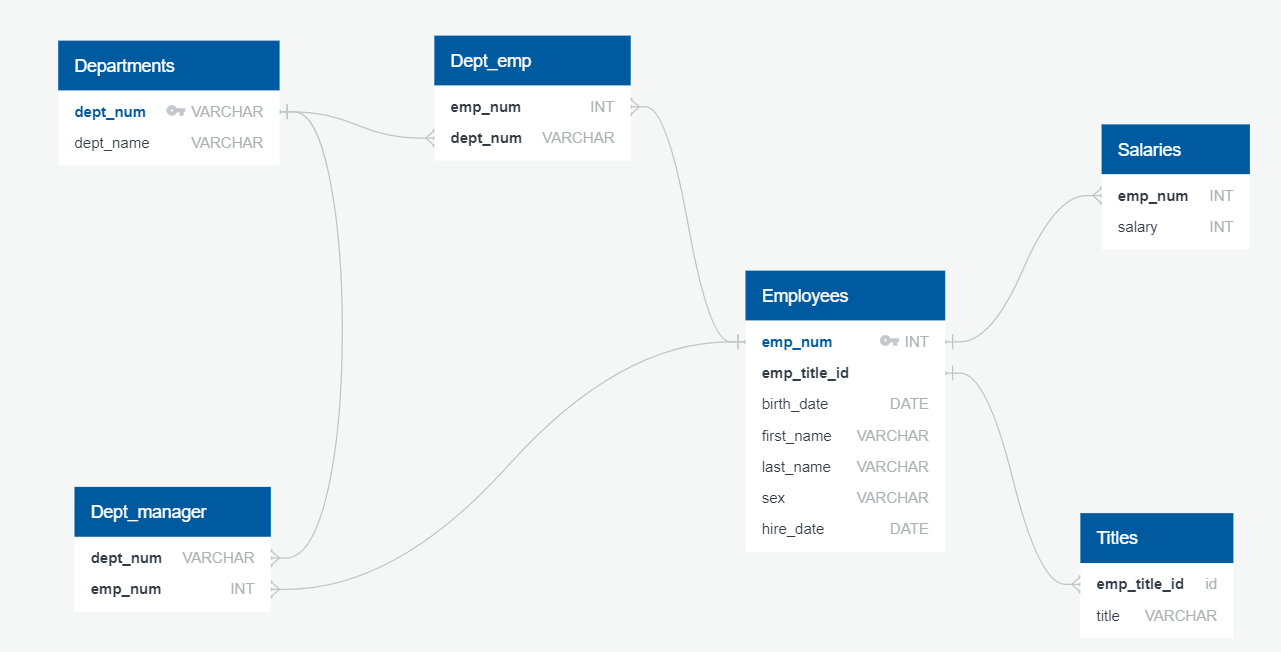 Departments
dept_num VARCHAR
dept_name VARCHAR
Dept_emp
emp_num INT
dept_num VARCHAR
Salaries
emp_num INT
salary INT
Employees
emp_num INT
emp_title_id
birth_date DATE
first_name VARCHAR
last_name VARCHAR
sex VARCHAR
hire_date DATE
Dept_manager
dept_num VARCHAR
emp_num INT
Titles
emp_title_id id
title VARCHAR